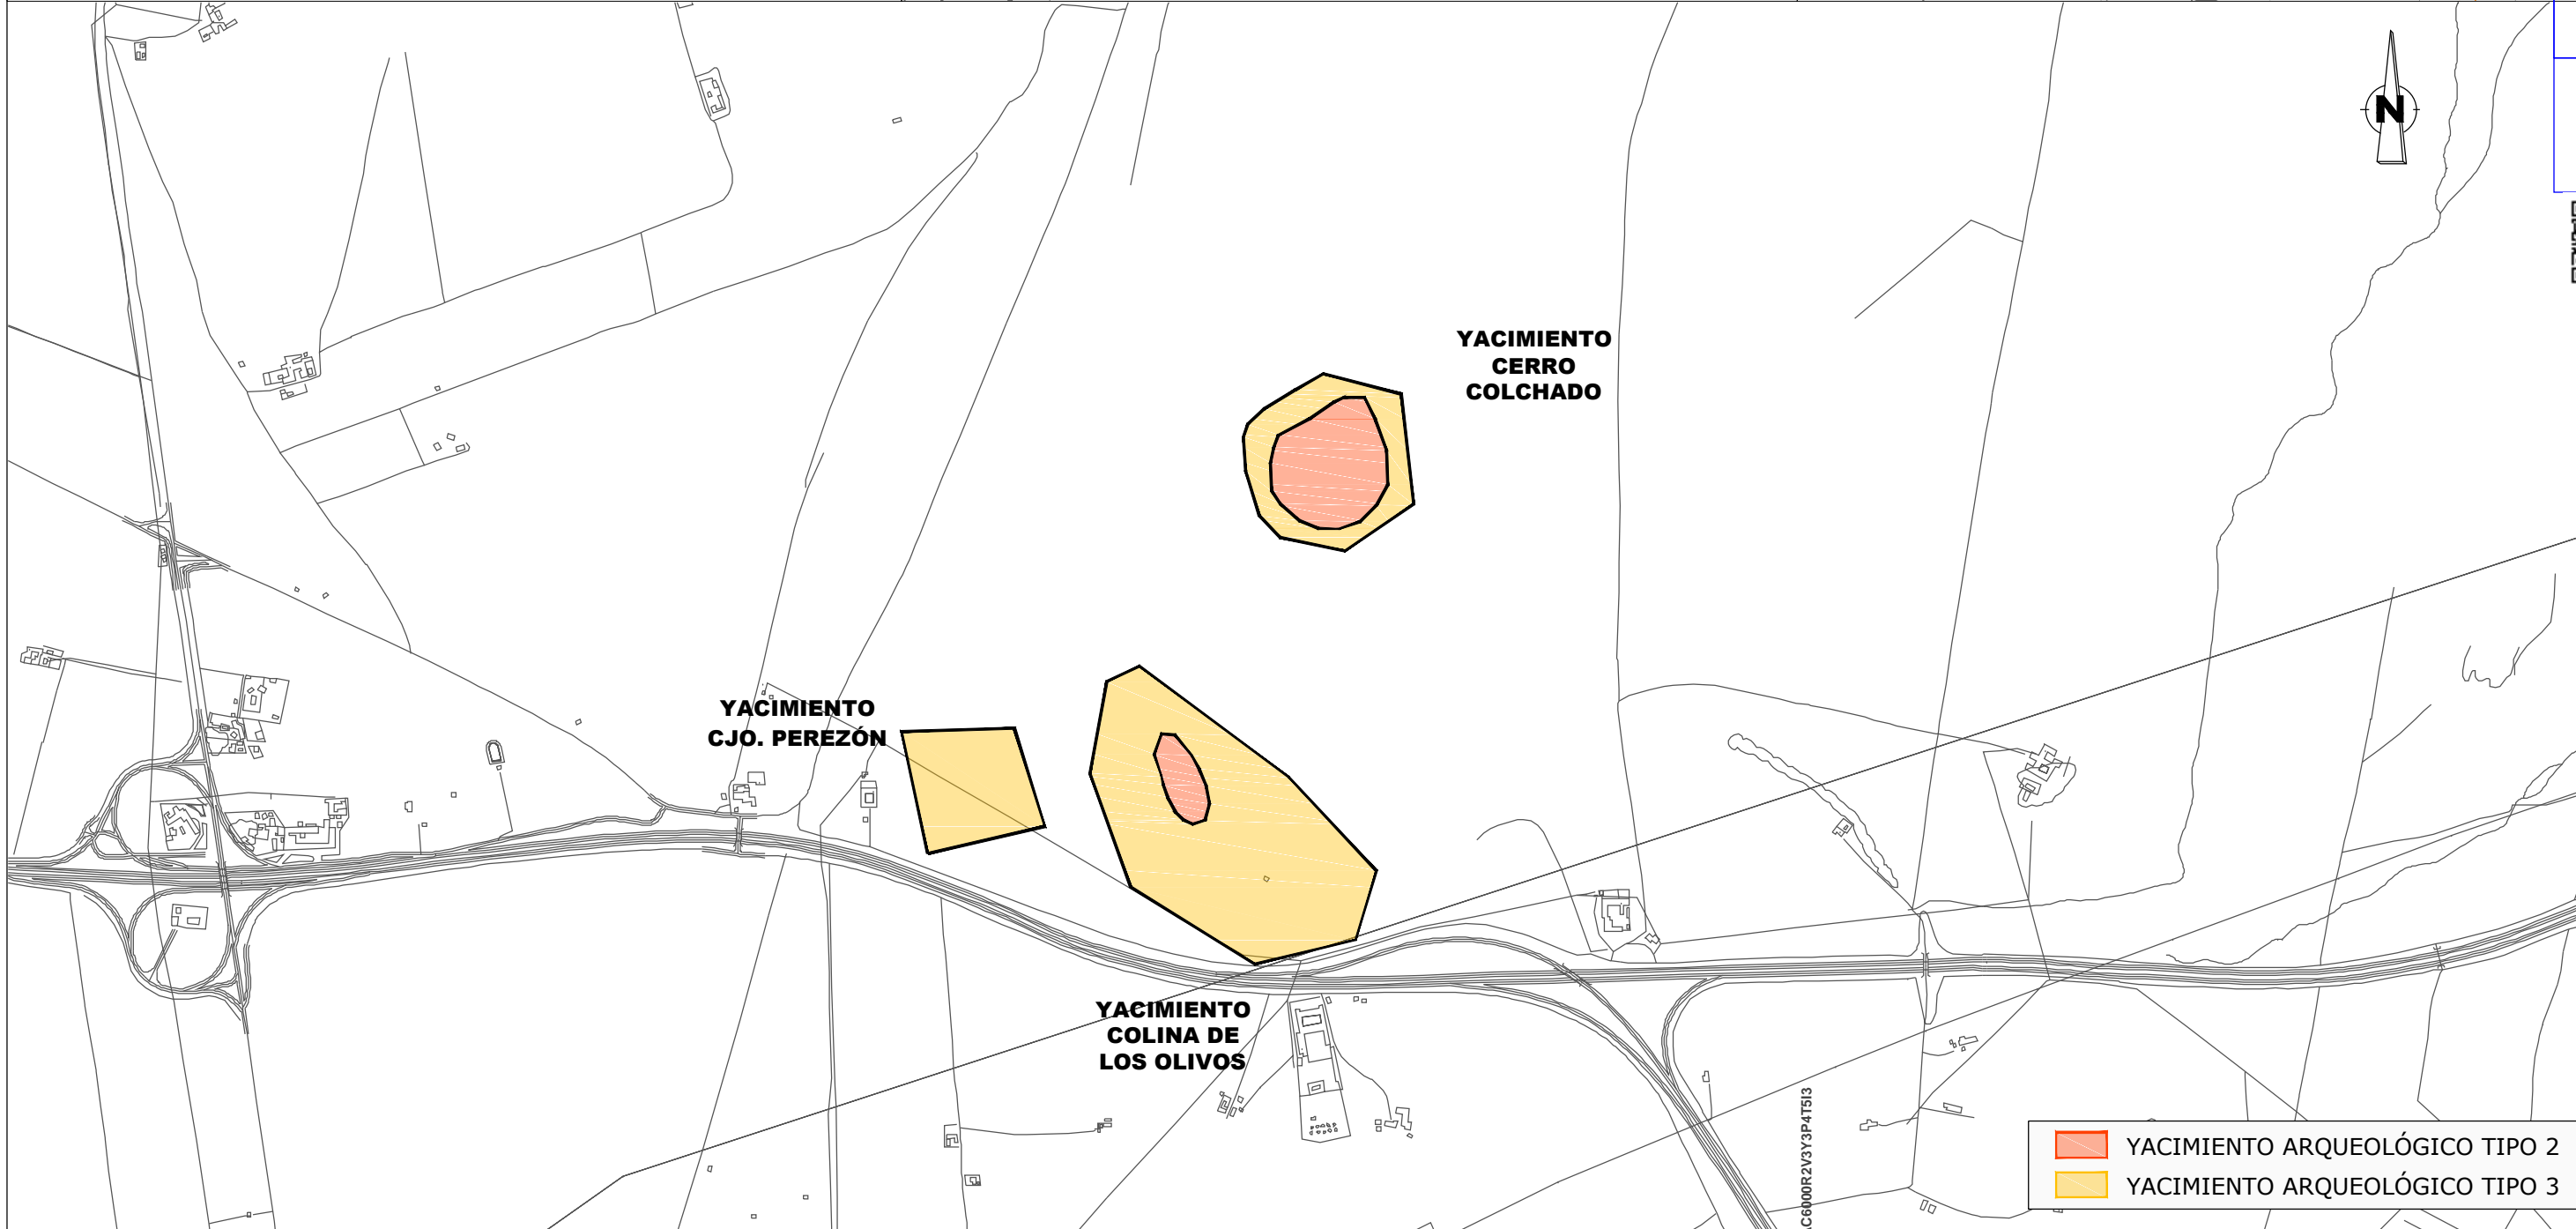 N
YACIMIENTO
CERRO
COLCHADO
YACIMIENTO
CJO. PEREZÓN
YACIMIENTO
COLINA DE
LOS OLIVOS
YACIMIENTO ARQUEOLÓGICO TIPO 2
YACIMIENTO ARQUEOLÓGICO TIPO 3
C6000R2V3Y3P4T5I3